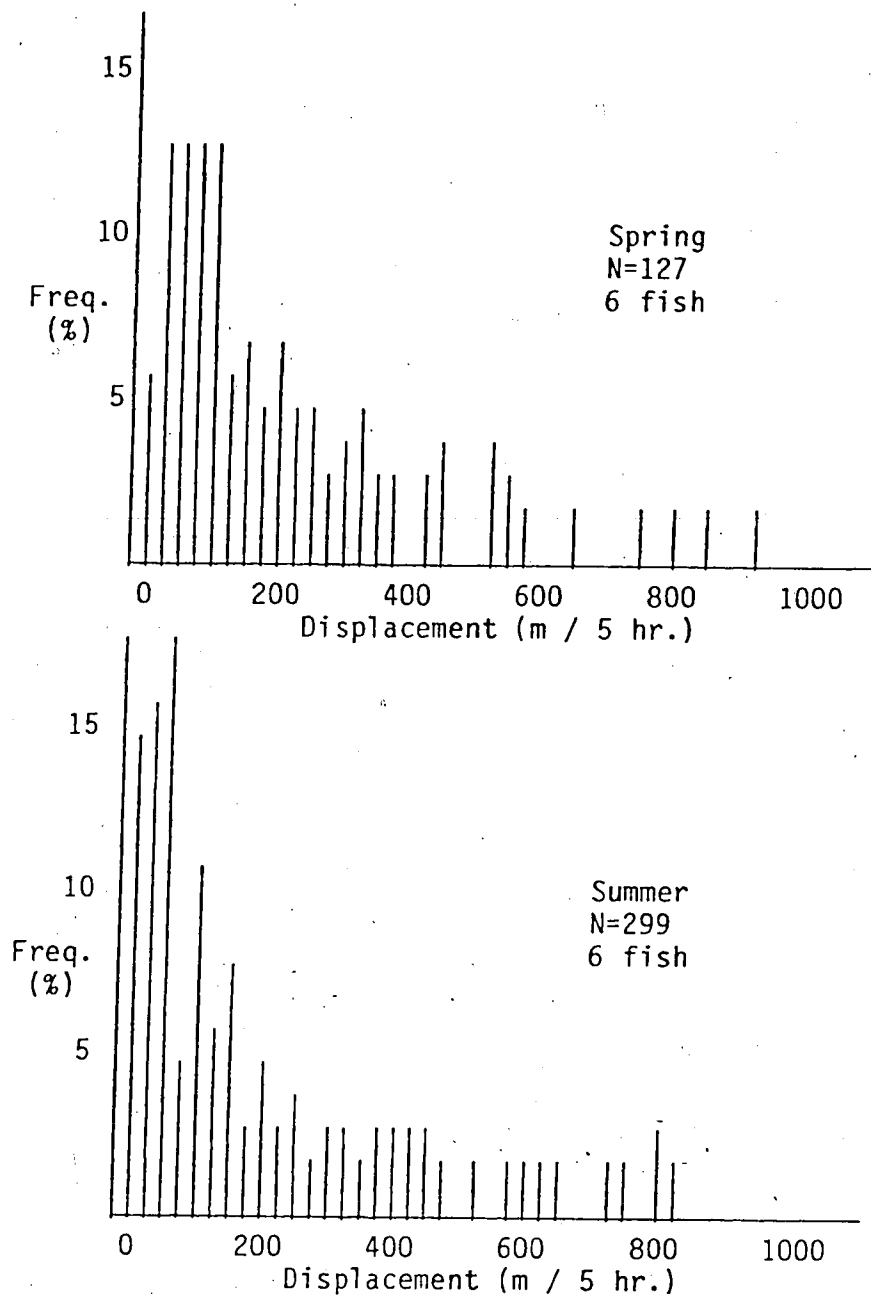 15
10
Freq.
(%)
5
Spring
N=127
6 fish
0 200 400 600 800 1000
Displacement (m / 5 hr.)
15
10
Freq.
(%)
5
Summer
N=299
6 fish
0 200 400 600 800 1000
Displacement (m / 5 hr.)